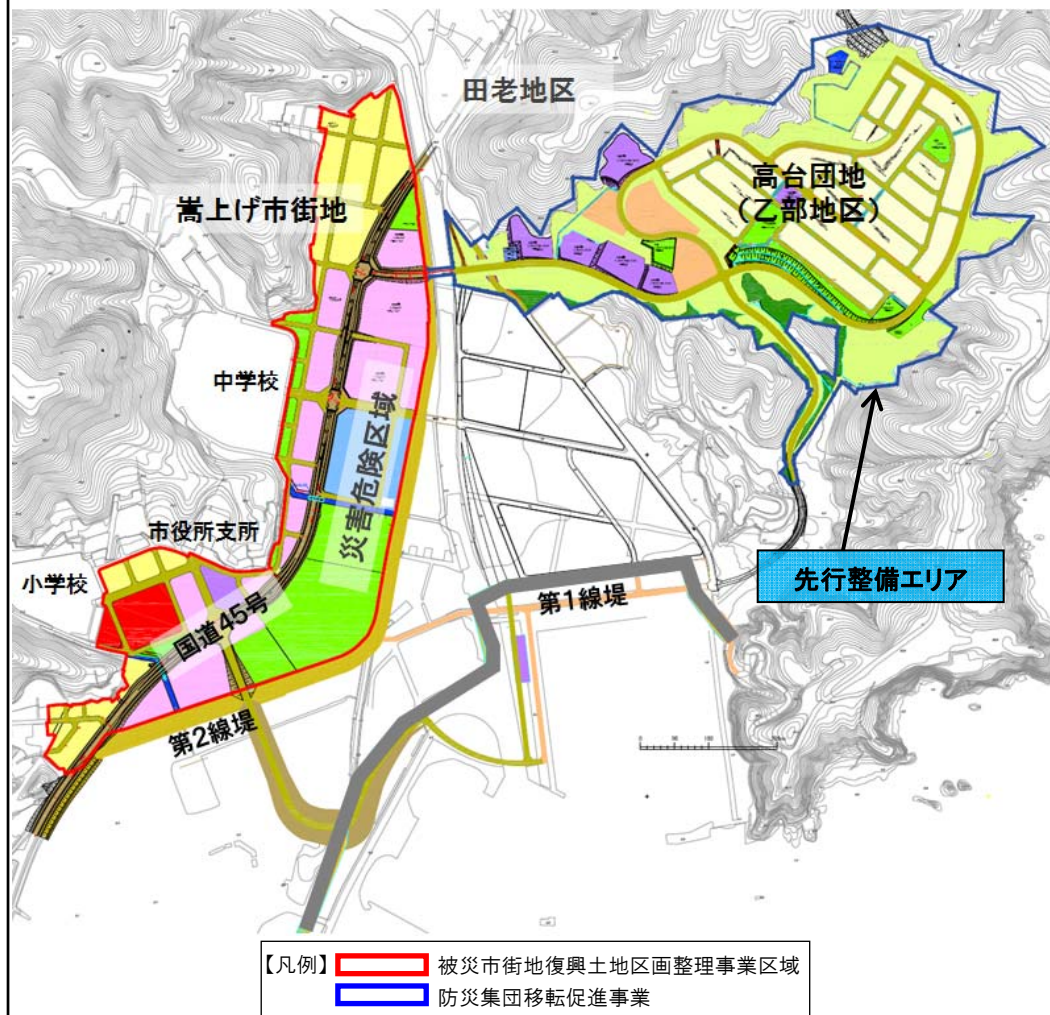 田老地区
高台団地
（乙部地区）
嵩上げ市街地
中学校
災害危険区域
市役所支所
小学校
国道45号
先行整備エリア
第1線堤
第2線堤
【凡例】
被災市街地復興土地区画整理事業区域
防災集団移転促進事業